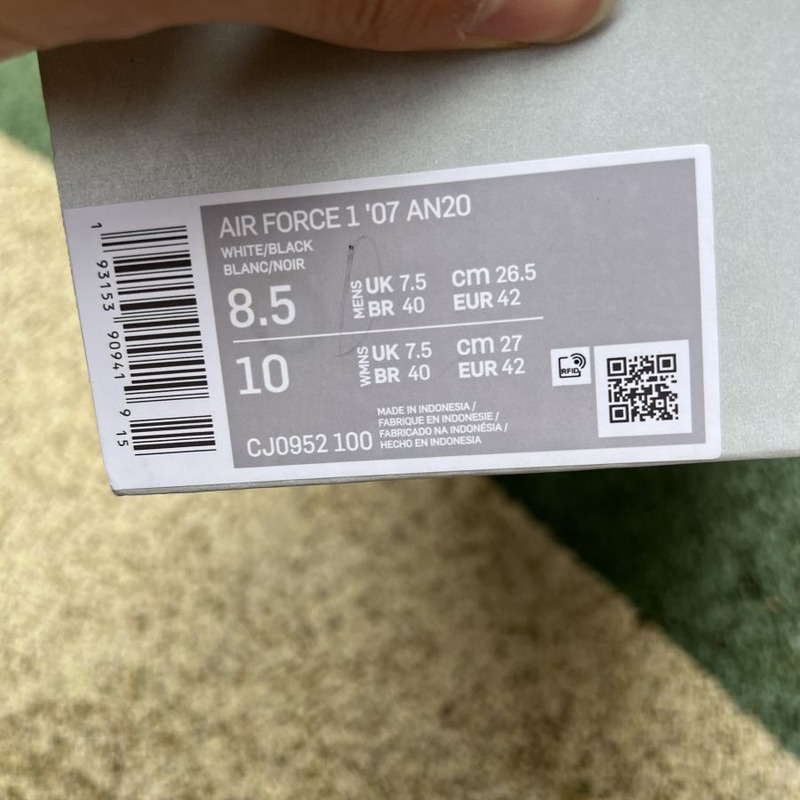 AIR FORCE 1 '07 AN20
WHITE/BLACK
BLANC/NOIR
8.5 MENS UK 7.5 CM 26.5
BR 40 EUR 42
10 WMNS UK 7.5 CM 27
BR 40 EUR 42
RFID
MADE IN INDONESIA /
FABRIQUE EN INDONESIE /
FABRICADO NA INDONÉSIA /
HECHO EN INDONESIA
CJ0952 100
1 93153 90941 9 15